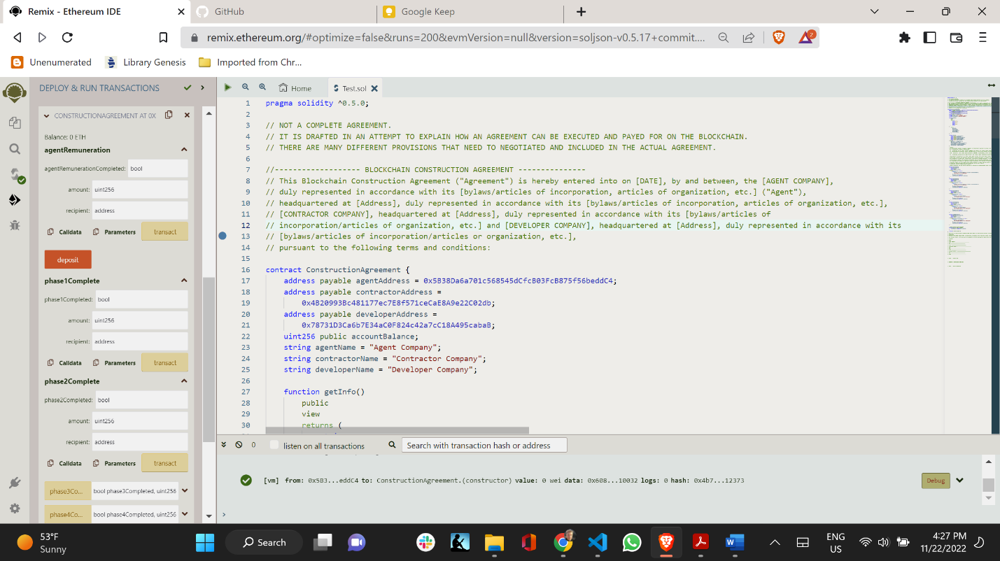 Remix - Ethereum IDE
GitHub
Google Keep
remix.ethereum.org/#optimize=false&runs=200&evmVersion=null&version=soljson-v0.5.17+commit....
2
Unenumerated
Library Genesis
Imported from Chr...
DEPLOY & RUN TRANSACTIONS
CONSTRUCTIONAGREEMENT AT 0X
Balance: 0 ETH
agentRemuneration
agentRemunerationCompleted: bool
amount: uint256
recipient: address
Calldata Parameters transact
deposit
phase1Complete
phase1Completed: bool
amount: uint256
recipient: address
Calldata Parameters transact
phase2Complete
phase2Completed: bool
amount: uint256
recipient: address
Calldata Parameters transact
phase3Co... bool phase3Completed, uint256
phase4Co... bool phase4Completed, uint256
Home
Test.sol
1 pragma solidity ^0.5.0;
2
3 // NOT A COMPLETE AGREEMENT.
4 // IT IS DRAFTED IN AN ATTEMPT TO EXPLAIN HOW AN AGREEMENT CAN BE EXECUTED AND PAYED FOR ON THE BLOCKCHAIN.
5 // THERE ARE MANY DIFFERENT PROVISIONS THAT NEED TO NEGOTIATED AND INCLUDED IN THE ACTUAL AGREEMENT.
6
7 //------------------- BLOCKCHAIN CONSTRUCTION AGREEMENT ---------------
8 // This Blockchain Construction Agreement ("Agreement") is hereby entered into on [DATE], by and between, the [AGENT COMPANY],
9 // duly represented in accordance with its [bylaws/articles of incorporation, articles of organization, etc.] ("Agent"),
10 // headquartered at [Address], duly represented in accordance with its [bylaws/articles of incorporation, articles of organization, etc.],
11 // [CONTRACTOR COMPANY], headquartered at [Address], duly represented in accordance with its [bylaws/articles of
12 // incorporation/articles of organization, etc.] and [DEVELOPER COMPANY], headquartered at [Address], duly represented in accordance with its
13 // [bylaws/articles of incorporation/articles or organization, etc.],
14 // pursuant to the following terms and conditions:
15
16 contract ConstructionAgreement {
17 address payable agentAddress = 0x5B38Da6a701c568545dCfcB03FcB875f56beddC4;
18 address payable contractorAddress =
19 0x4B20993Bc481177ec7E8f571ceCaE8A9e22C02db;
20 address payable developerAddress =
21 0x78731D3Ca6b7E34aC0F824c42a7cC18A495cabaB;
22 uint256 public accountBalance;
23 string agentName = "Agent Company";
24 string contractorName = "Contractor Company";
25 string developerName = "Developer Company";
26
27 function getInfo()
28 public
29 view
30 returns (
0 listen on all transactions Search with transaction hash or address
[vm] from: 0x5B3...eddC4 to: ConstructionAgreement.(constructor) value: 0 wei data: 0x608...10032 logs: 0 hash: 0x4b7...12373
Debug
>
53°F
Sunny
Search
ENG
US
4:27 PM
11/22/2022